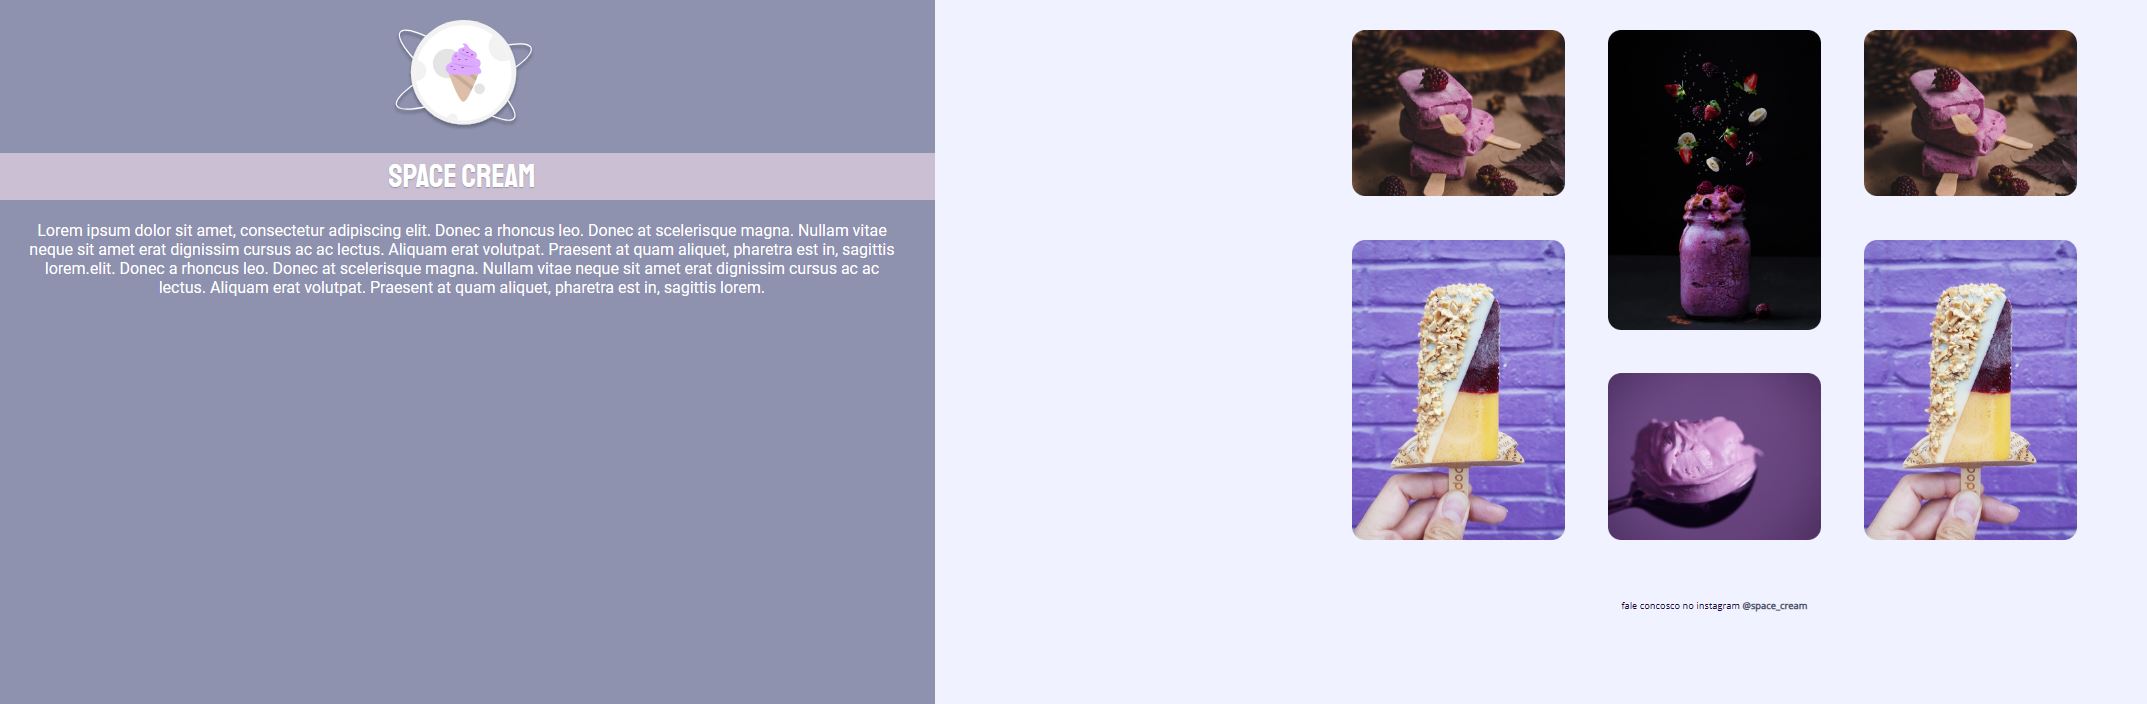 SPACE CREAM
Lorem ipsum dolor sit amet, consectetur adipiscing elit. Donec a rhoncus leo. Donec at scelerisque magna. Nullam vitae
neque sit amet erat dignissim cursus ac ac lectus. Aliquam erat volutpat. Praesent at quam aliquet, pharetra est in, sagittis
lorem.elit. Donec a rhoncus leo. Donec at scelerisque magna. Nullam vitae neque sit amet erat dignissim cursus ac ac
lectus. Aliquam erat volutpat. Praesent at quam aliquet, pharetra est in, sagittis lorem.
fale concosco no instagram @space_cream